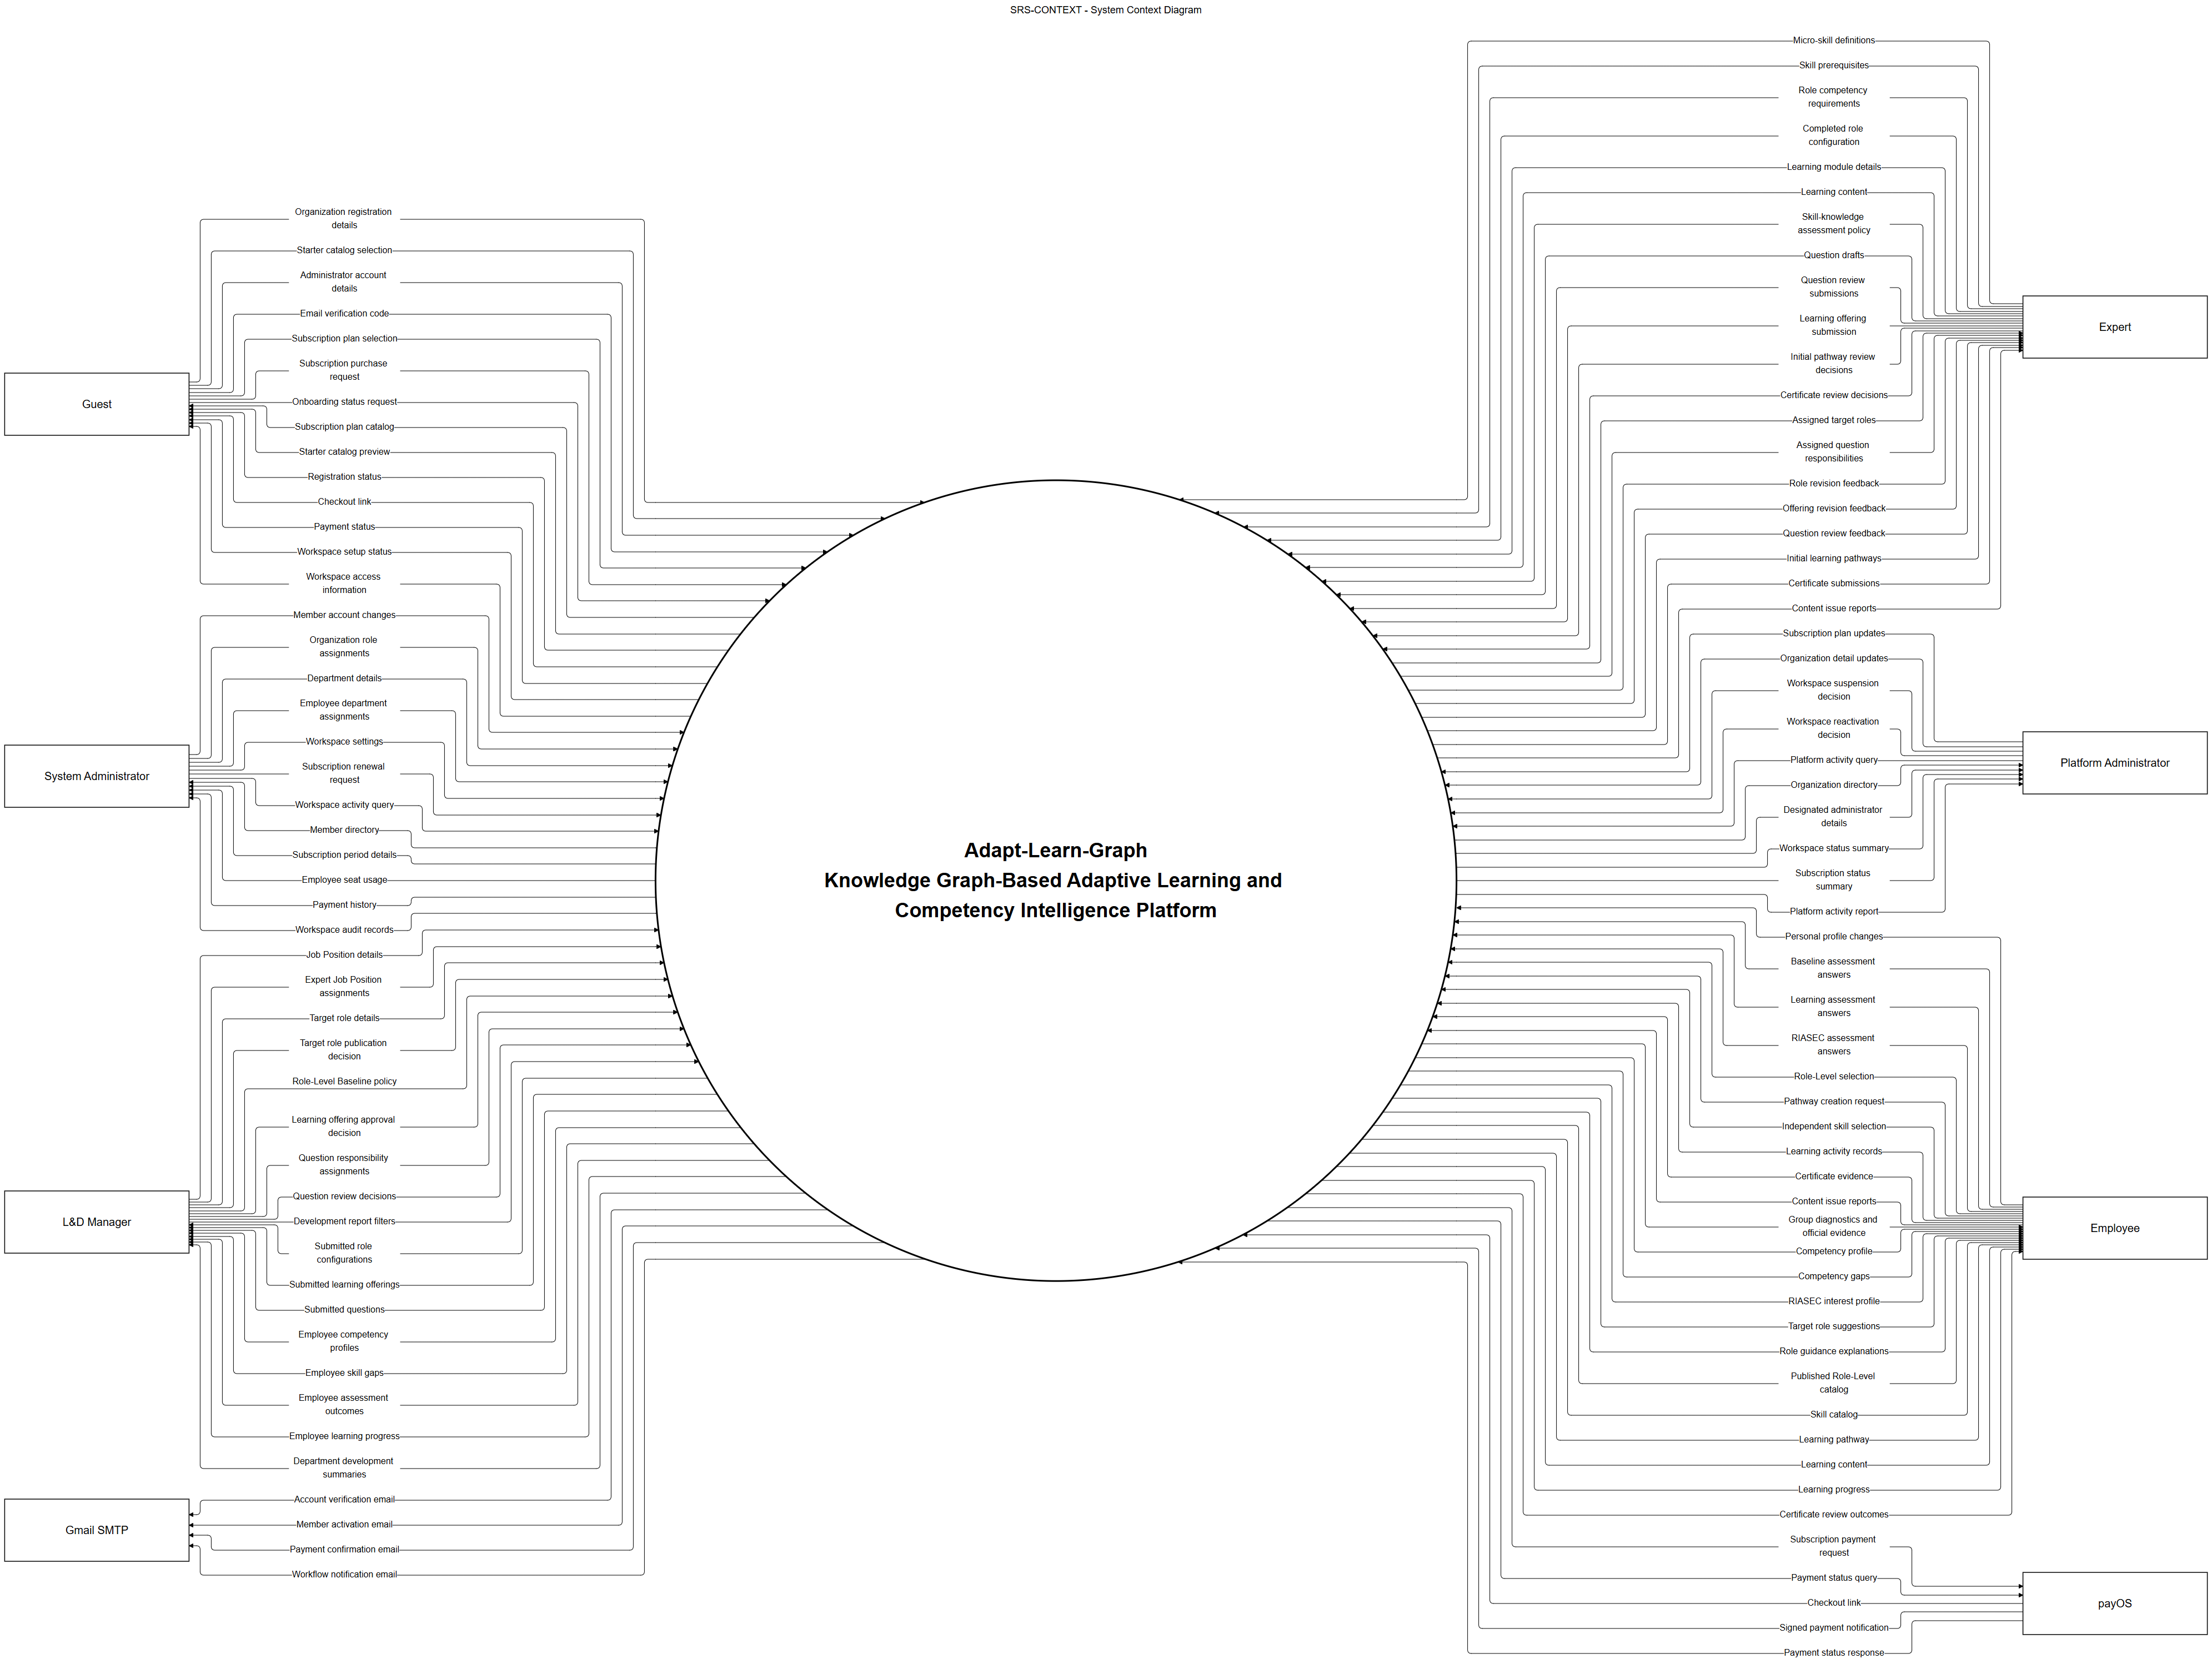 SRS-CONTEXT - System Context Diagram
Organization registration
details
Starter catalog selection
Administrator account
details
Email verification code
Subscription plan selection
Subscription purchase
request
Guest
Onboarding status request
Subscription plan catalog
Starter catalog preview
Registration status
Checkout link
Payment status
Workspace setup status
Workspace access
information
Member account changes
Organization role
assignments
Department details
Employee department
assignments
Workspace settings
System Administrator
Subscription renewal
request
Workspace activity query
Member directory
Subscription period details
Employee seat usage
Payment history
Workspace audit records
Job Position details
Expert Job Position
assignments
Target role details
Target role publication
decision
Role-Level Baseline policy
Learning offering approval
decision
Question responsibility
assignments
Question review decisions
L&D Manager
Development report filters
Submitted role
configurations
Submitted learning offerings
Submitted questions
Employee competency
profiles
Employee skill gaps
Employee assessment
outcomes
Employee learning progress
Department development
summaries
Account verification email
Member activation email
Gmail SMTP
Payment confirmation email
Workflow notification email
Adapt-Learn-Graph
Knowledge Graph-Based Adaptive Learning and
Competency Intelligence Platform
Micro-skill definitions
Skill prerequisites
Role competency
requirements
Completed role
configuration
Learning module details
Learning content
Skill-knowledge
assessment policy
Question drafts
Question review
submissions
Learning offering
submission
Expert
Initial pathway review
decisions
Certificate review decisions
Assigned target roles
Assigned question
responsibilities
Role revision feedback
Offering revision feedback
Question review feedback
Initial learning pathways
Certificate submissions
Content issue reports
Subscription plan updates
Organization detail updates
Workspace suspension
decision
Workspace reactivation
decision
Platform activity query
Platform Administrator
Organization directory
Designated administrator
details
Workspace status summary
Subscription status
summary
Platform activity report
Personal profile changes
Baseline assessment
answers
Learning assessment
answers
RIASEC assessment
answers
Role-Level selection
Pathway creation request
Independent skill selection
Learning activity records
Certificate evidence
Content issue reports
Group diagnostics and
official evidence
Employee
Competency profile
Competency gaps
RIASEC interest profile
Target role suggestions
Role guidance explanations
Published Role-Level
catalog
Skill catalog
Learning pathway
Learning content
Learning progress
Certificate review outcomes
Subscription payment
request
Payment status query
Checkout link
payOS
Signed payment notification
Payment status response